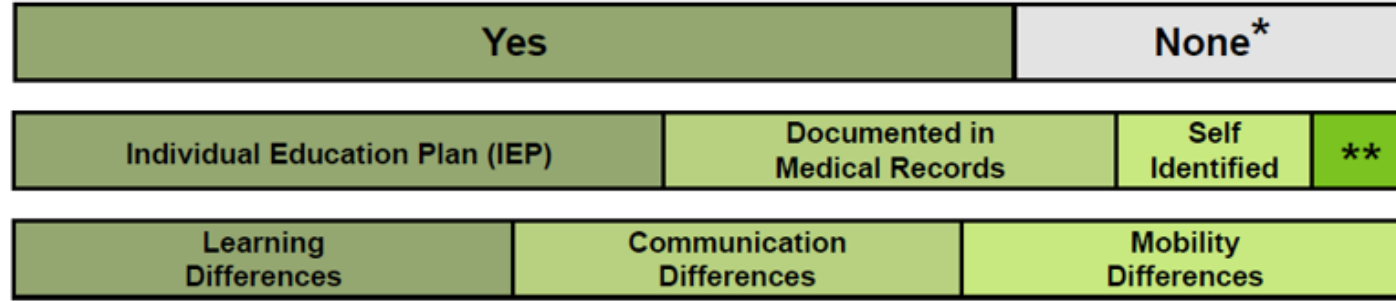 Yes
None*
Individual Education Plan (IEP)
Documented in
Medical Records
Self
Identified
**
Learning
Differences
Communication
Differences
Mobility
Differences